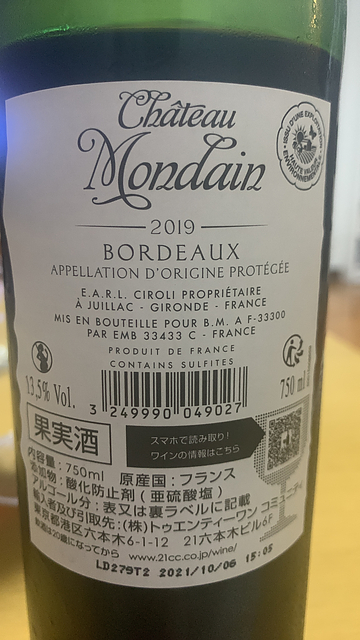 Château
Mondain
ISSU D'UNE EXPLOITATION
HAUTE VALEUR
ENVIRONNEMENTALE
2019
BORDEAUX
APPELLATION D'ORIGINE PROTÉGÉE
E.A.R.L. CIROLI PROPRIÉTAIRE
À JUILLAC - GIRONDE - FRANCE
MIS EN BOUTEILLE POUR B.M. A F-33300
PAR EMB 33433 C - FRANCE
PRODUIT DE FRANCE
CONTAINS SULFITES
13,5% Vol.
750 ml
3 249990 049027
果実酒
スマホで読み取り!
ワインの情報はこちら
内容量:750ml 原産国:フランス
添加物:酸化防止剤(亜硫酸塩)
アルコール分:表又は裏ラベルに記載
輸入者及び引取先:(株)トゥエンティーワン コミュニティ
東京都港区六本木6-1-12 21六本木ビル6F
飲酒は20歳になってから www.21cc.co.jp/wine/
LD279T2 2021/10/06 15:05